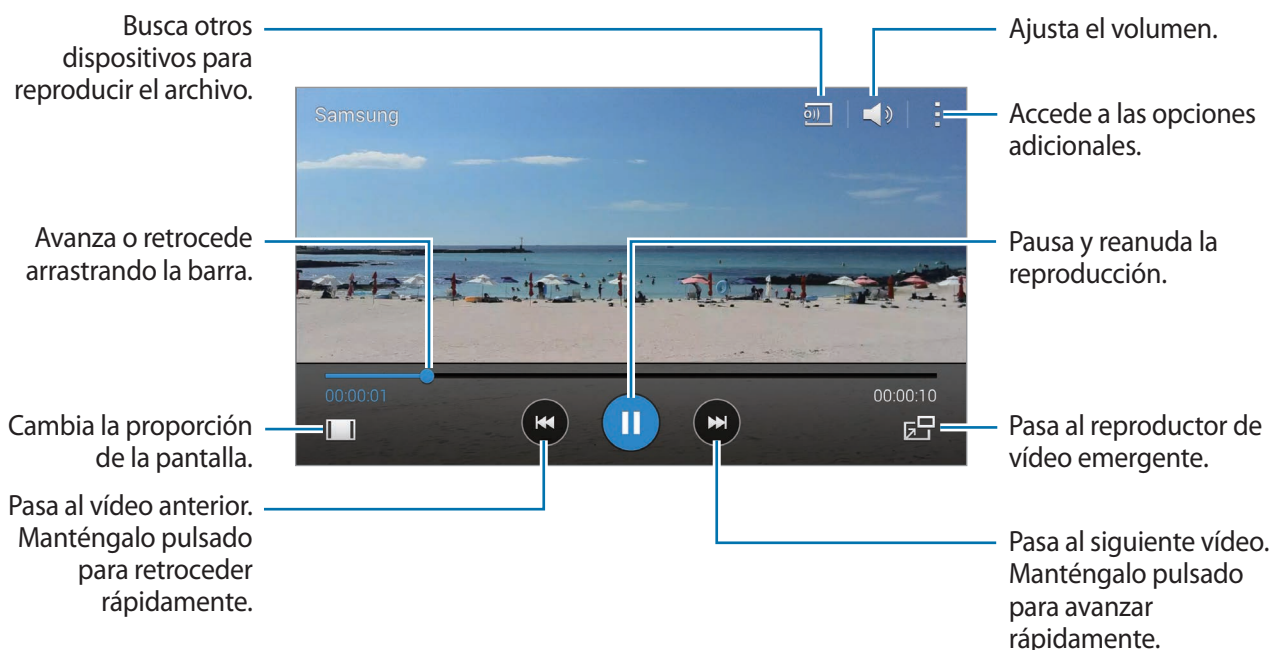 Busca otros
dispositivos para
reproducir el archivo.
Ajusta el volumen.
Samsung
Accede a las opciones
adicionales.
Avanza o retrocede
arrastrando la barra.
Pausa y reanuda la
reproducción.
00:00:01
00:00:10
Cambia la proporción
de la pantalla.
Pasa al reproductor de
vídeo emergente.
Pasa al vídeo anterior.
Manténgalo pulsado
para retroceder
rápidamente.
Pasa al siguiente vídeo.
Manténgalo pulsado
para avanzar
rápidamente.